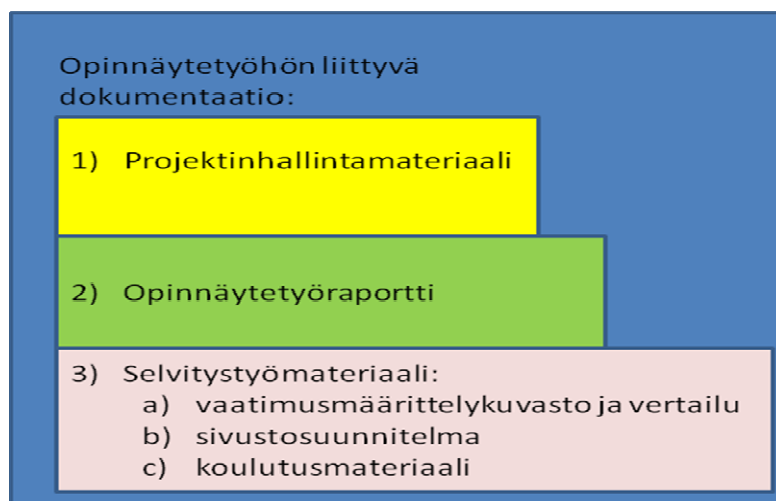 Opinnäytetyöhön liittyvä
dokumentaatio:
1) Projektinhallintamateriaali
2) Opinnäytetyöraportti
3) Selvitystyömateriaali:
a) vaatimusmäärittelykuvasto ja vertailu
b) sivustosuunnitelma
c) koulutusmateriaali